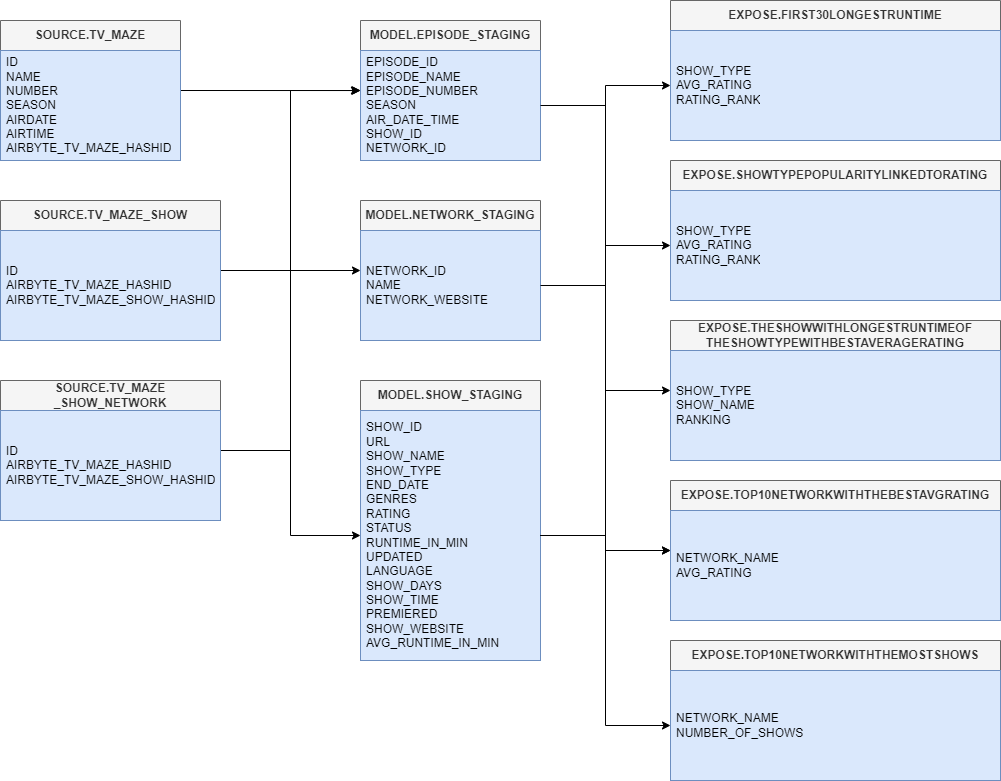 SOURCE.TV_MAZE
ID
NAME
NUMBER
SEASON
AIRDATE
AIRTIME
AIRBYTE_TV_MAZE_HASHID
SOURCE.TV_MAZE_SHOW
ID
AIRBYTE_TV_MAZE_HASHID
AIRBYTE_TV_MAZE_SHOW_HASHID
SOURCE.TV_MAZE
_SHOW_NETWORK
ID
AIRBYTE_TV_MAZE_HASHID
AIRBYTE_TV_MAZE_SHOW_HASHID
MODEL.EPISODE_STAGING
EPISODE_ID
EPISODE_NAME
EPISODE_NUMBER
SEASON
AIR_DATE_TIME
SHOW_ID
NETWORK_ID
MODEL.NETWORK_STAGING
NETWORK_ID
NAME
NETWORK_WEBSITE
MODEL.SHOW_STAGING
SHOW_ID
URL
SHOW_NAME
SHOW_TYPE
END_DATE
GENRES
RATING
STATUS
RUNTIME_IN_MIN
UPDATED
LANGUAGE
SHOW_DAYS
SHOW_TIME
PREMIERED
SHOW_WEBSITE
AVG_RUNTIME_IN_MIN
EXPOSE.FIRST30LONGESTRUNTIME
SHOW_TYPE
AVG_RATING
RATING_RANK
EXPOSE.SHOWTYPEPOPULARITYLINKEDTORATING
SHOW_TYPE
AVG_RATING
RATING_RANK
EXPOSE.THESHOWWITHLONGESTRUNTIMEOF
THESHOWTYPEWITHBESTAVERAGERATING
SHOW_TYPE
SHOW_NAME
RANKING
EXPOSE.TOP10NETWORKWITHTHEBESTAVGRATING
NETWORK_NAME
AVG_RATING
EXPOSE.TOP10NETWORKWITHTHEMOSTSHOWS
NETWORK_NAME
NUMBER_OF_SHOWS